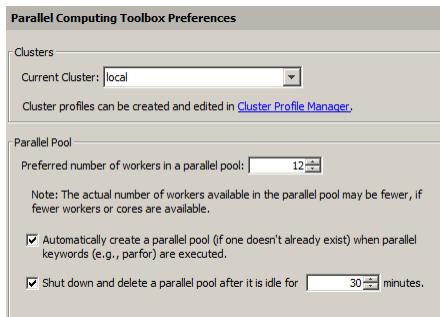 Parallel Computing Toolbox Preferences
Clusters
Current Cluster: local
Cluster profiles can be created and edited in Cluster Profile Manager.
Parallel Pool
Preferred number of workers in a parallel pool: 12
Note: The actual number of workers available in the parallel pool may be fewer, if
fewer workers or cores are available.
Automatically create a parallel pool (if one doesn't already exist) when parallel
keywords (e.g., parfor) are executed.
Shut down and delete a parallel pool after it is idle for 30 minutes.